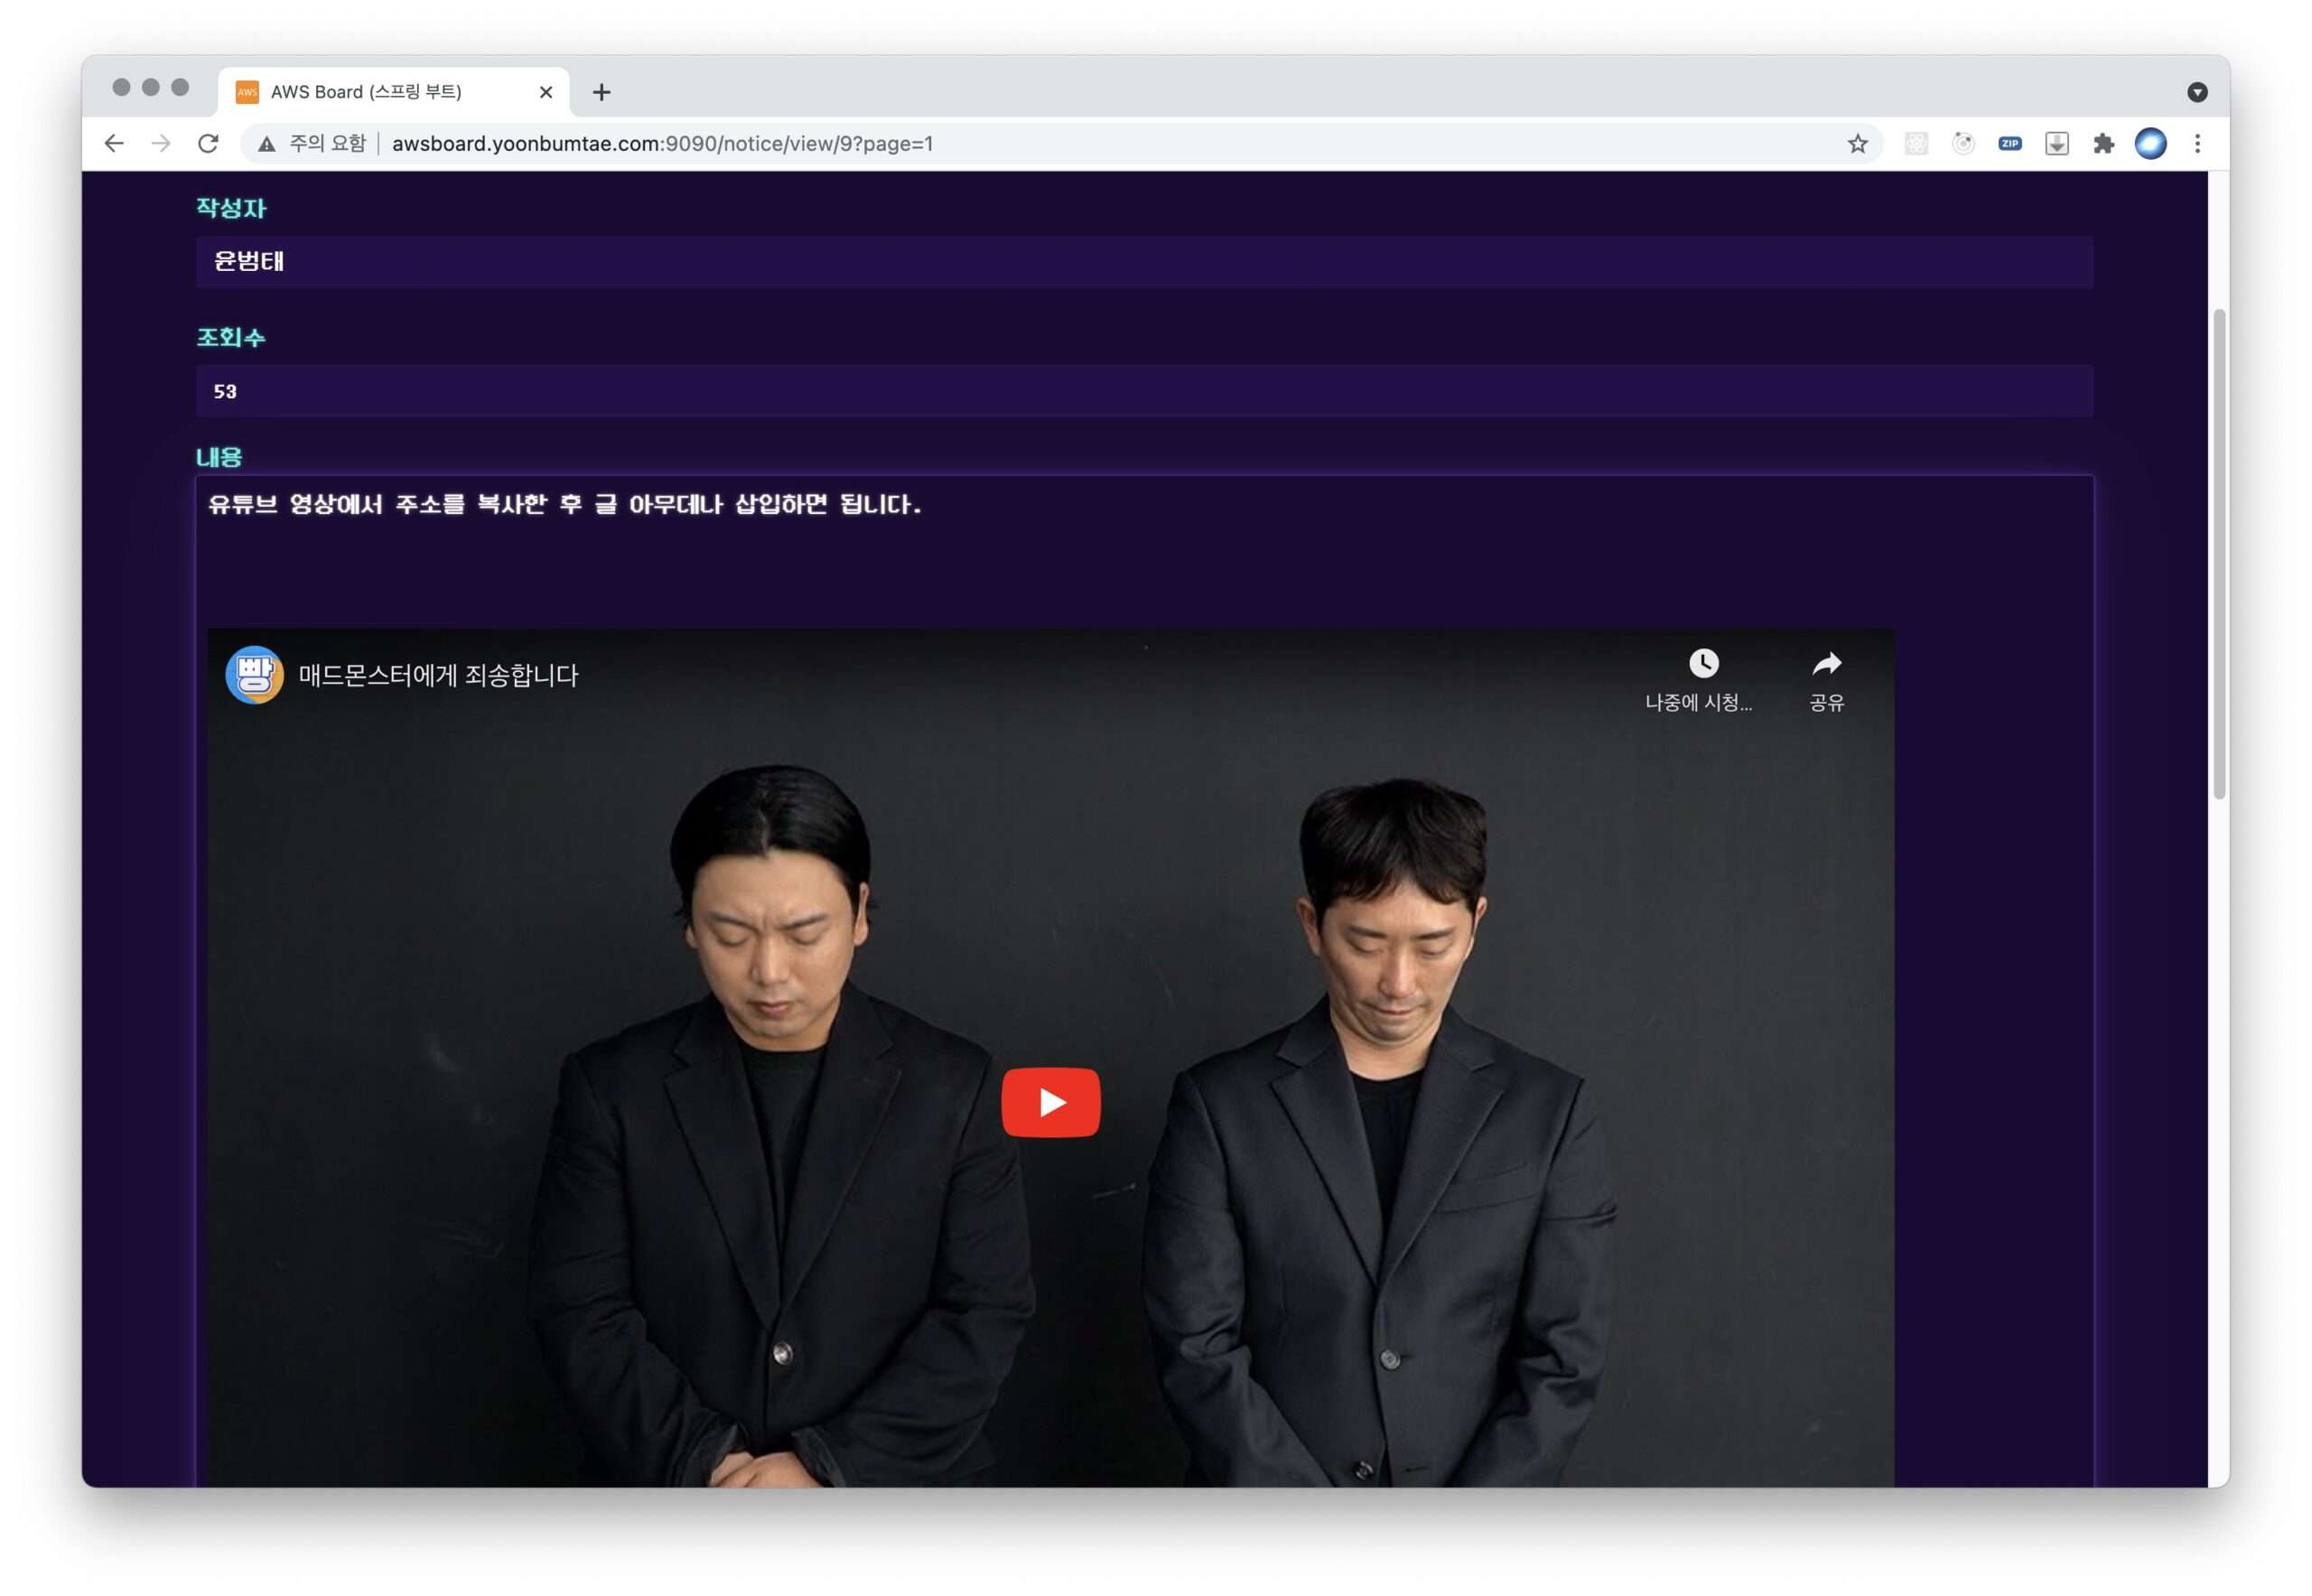 AWS AWS Board (스프링 부트)
주의 요함 awsboard.yoonbumtae.com:9090/notice/view/9?page=1
ZIP
작성자
윤범태
조회수
53
내용
유튜브 영상에서 주소를 복사한 후 글 아무데나 삽입하면 됩니다.
빵 매드몬스터에게 죄송합니다
나중에 시청... 공유